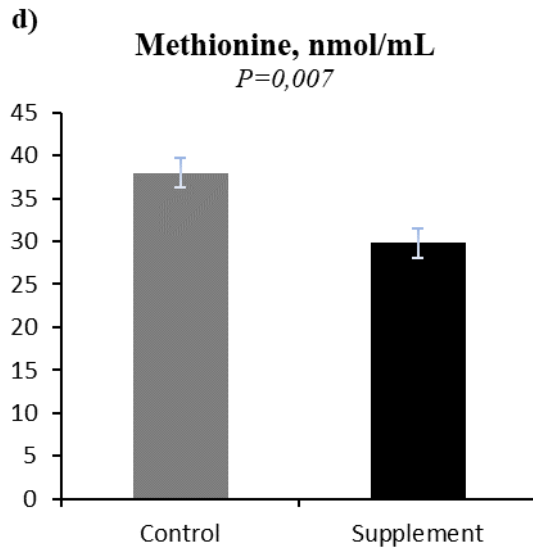 d)
Methionine, nmol/mL
P=0,007
45
40
35
30
25
20
15
10
5
0
Control Supplement